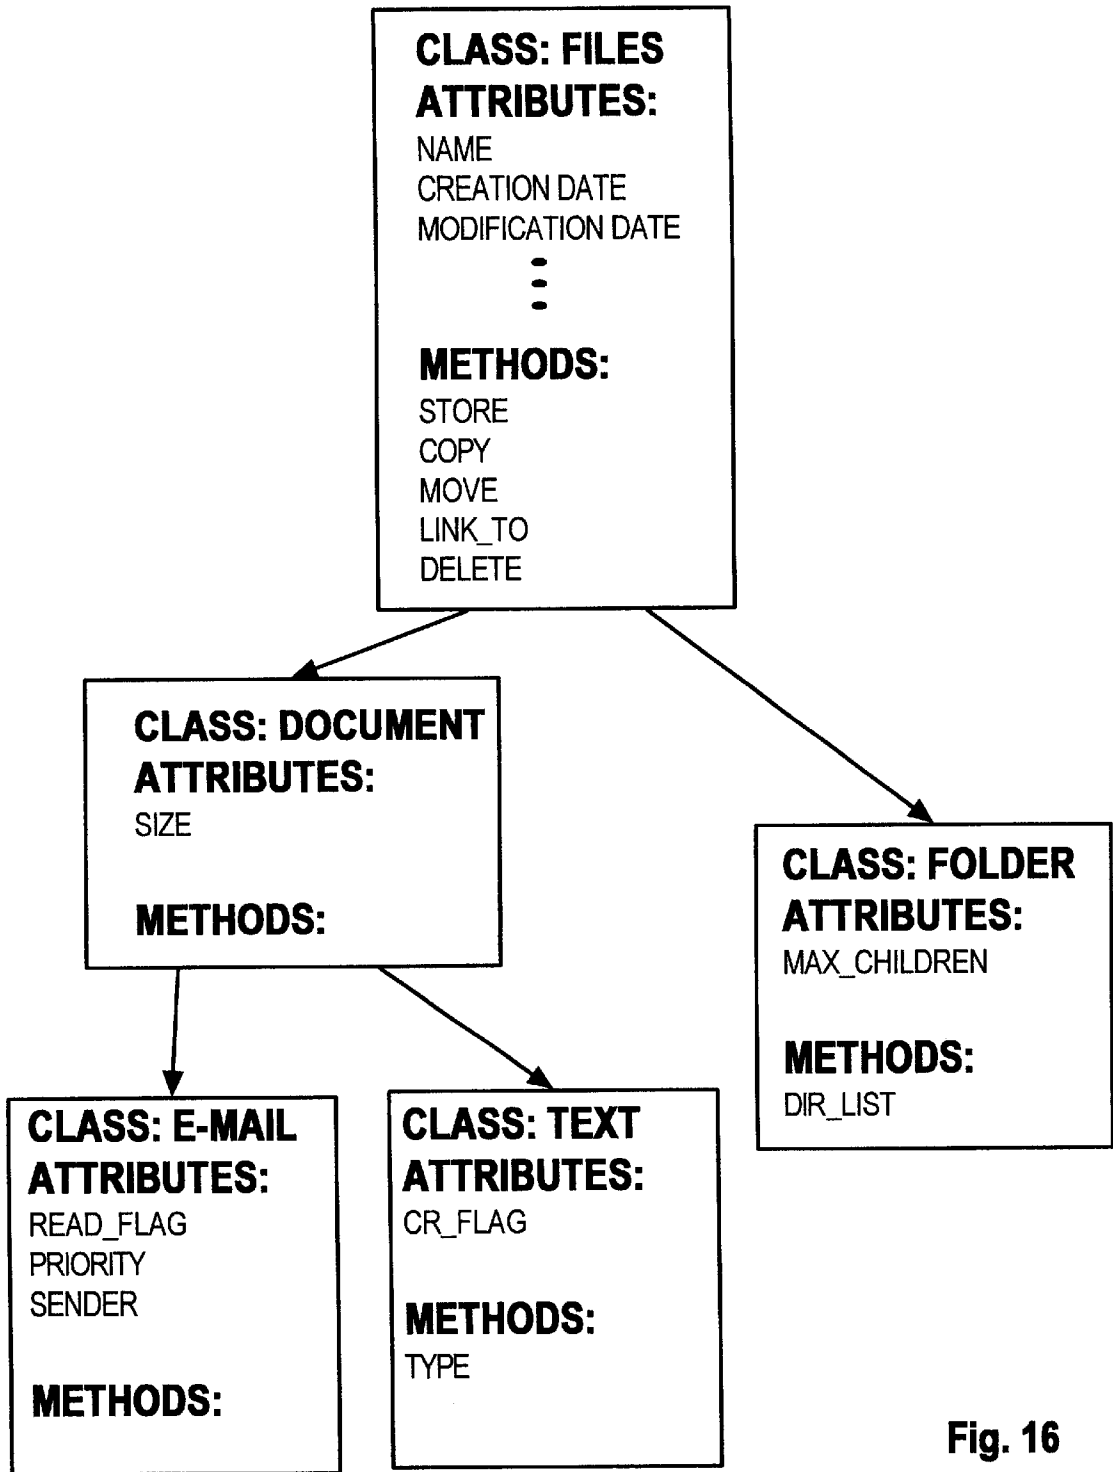 CLASS: FILES
ATTRIBUTES:
NAME
CREATION DATE
MODIFICATION DATE
METHODS:
STORE
COPY
MOVE
LINK_TO
DELETE
CLASS: DOCUMENT
ATTRIBUTES:
SIZE
METHODS:
CLASS: FOLDER
ATTRIBUTES:
MAX_CHILDREN
METHODS:
DIR_LIST
CLASS: E-MAIL
ATTRIBUTES:
READ_FLAG
PRIORITY
SENDER
METHODS:
CLASS: TEXT
ATTRIBUTES:
CR_FLAG
METHODS:
TYPE
Fig. 16